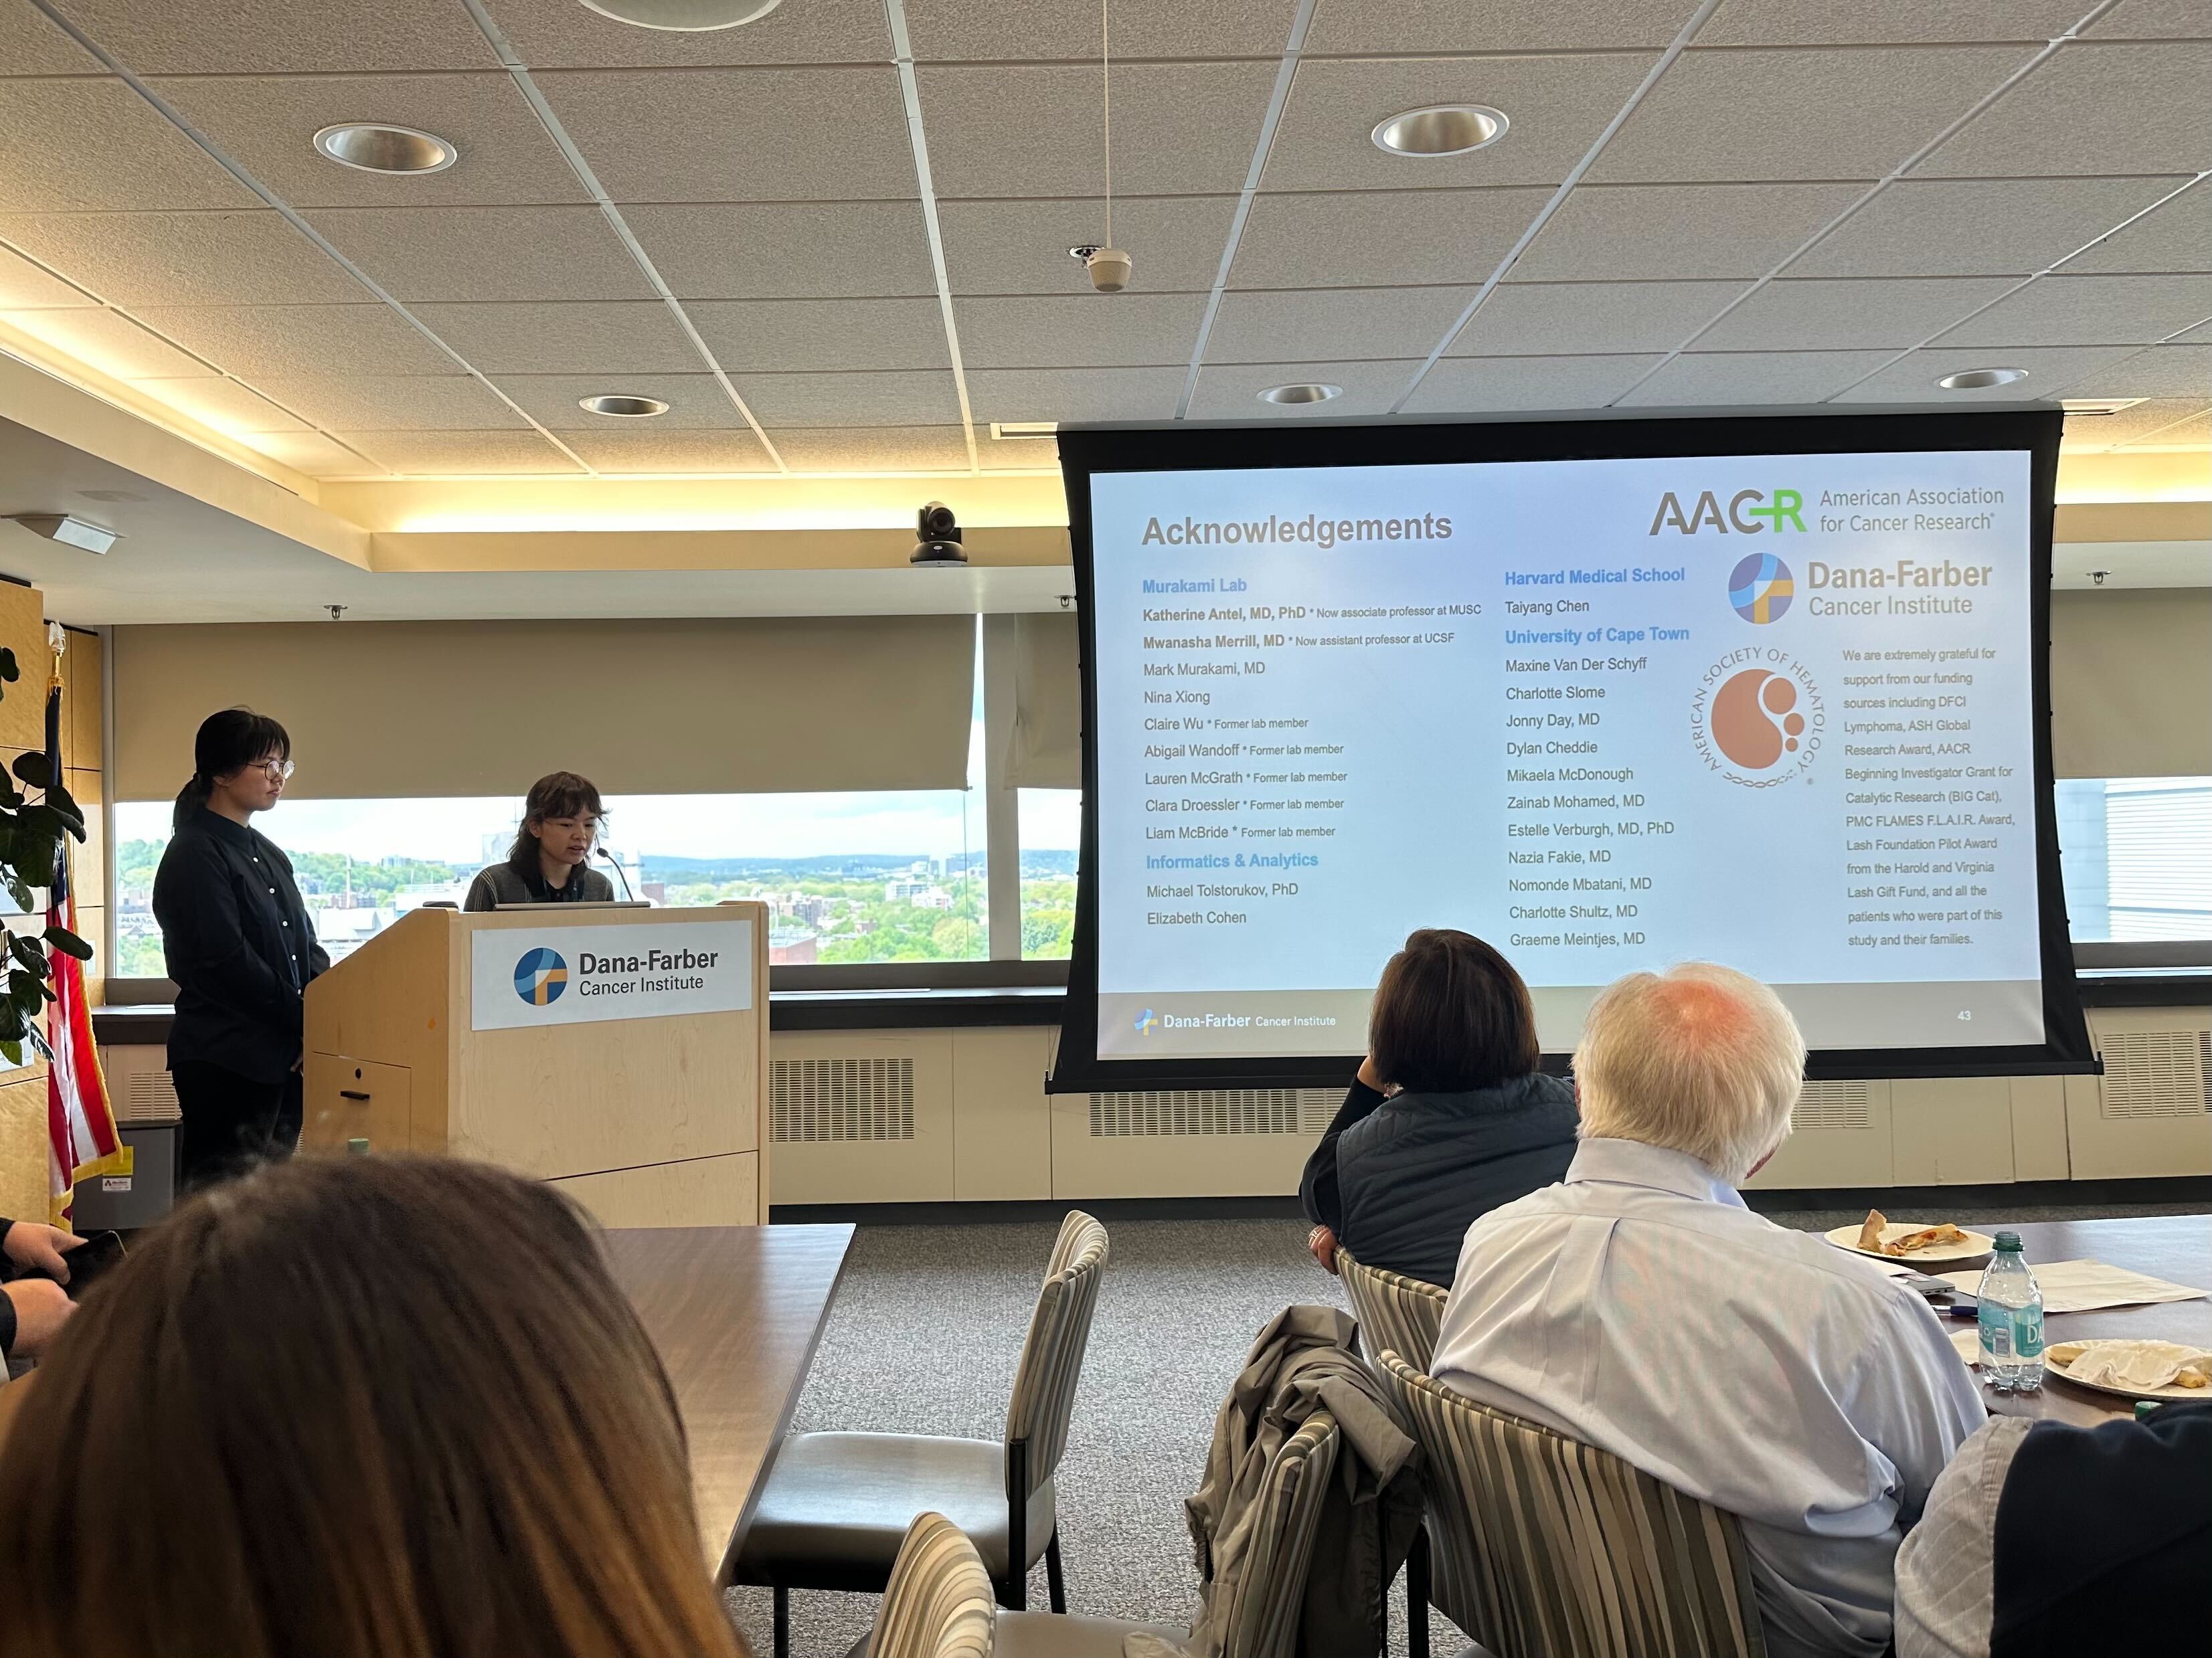 Acknowledgements
Murakami Lab
Katherine Antel, MD, PhD * Now associate professor at MUSC
Mwanasha Merrill, MD * Now assistant professor at UCSF
Mark Murakami, MD
Nina Xiong
Claire Wu * Former lab member
Abigail Wandoff * Former lab member
Lauren McGrath * Former lab member
Clara Droessler * Former lab member
Liam McBride * Former lab member
Informatics & Analytics
Michael Tolstorukov, PhD
Elizabeth Cohen
Harvard Medical School
Taiyang Chen
University of Cape Town
Maxine Van Der Schyff
Charlotte Slome
Jonny Day, MD
Dylan Cheddie
Mikaela McDonough
Zainab Mohamed, MD
Estelle Verburgh, MD, PhD
Nazia Fakie, MD
Nomonde Mbatani, MD
Charlotte Shultz, MD
Graeme Meintjes, MD
AACR American Association
for Cancer Research®
Dana-Farber
Cancer Institute
AMERICAN SOCIETY OF HEMATOLOGY ®
We are extremely grateful for
support from our funding
sources including DFCI
Lymphoma, ASH Global
Research Award, AACR
Beginning Investigator Grant for
Catalytic Research (BIG Cat),
PMC FLAMES F.L.A.I.R. Award,
Lash Foundation Pilot Award
from the Harold and Virginia
Lash Gift Fund, and all the
patients who were part of this
study and their families.
Dana-Farber Cancer Institute
43
Dana-Farber
Cancer Institute